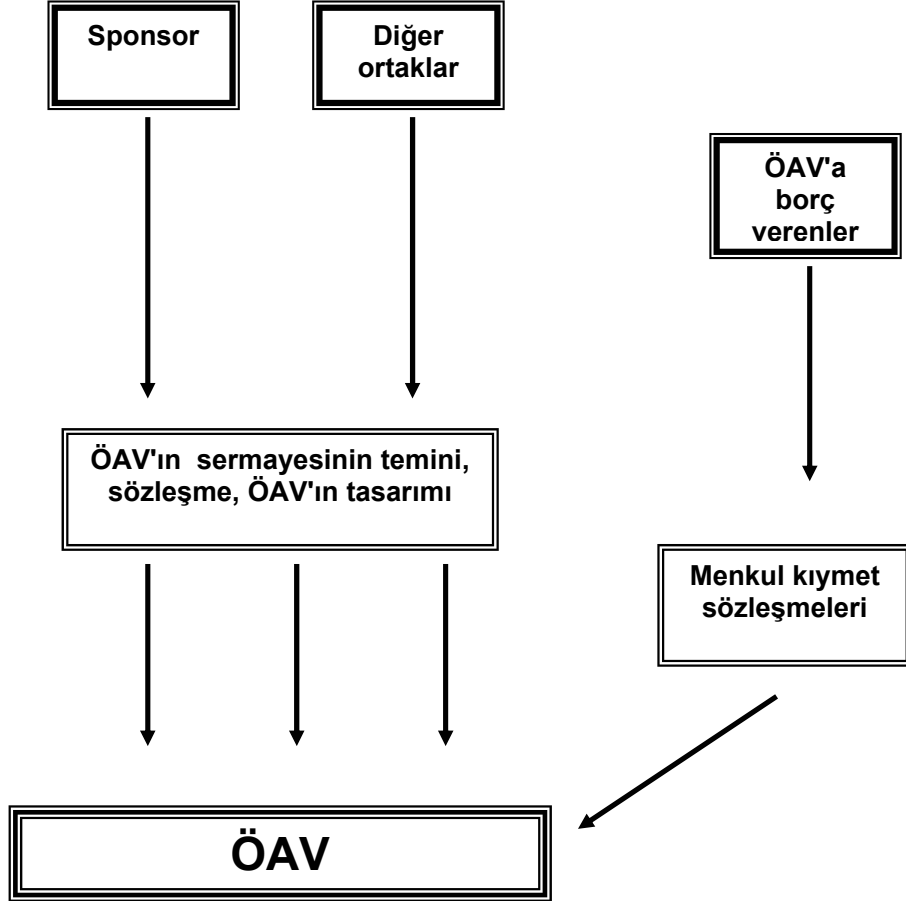 Sponsor
Diğer
ortaklar
ÖAV'a
borç
verenler
ÖAV'ın sermayesinin temini,
sözleşme, ÖAV'ın tasarımı
Menkul kıymet
sözleşmeleri
ÖAV